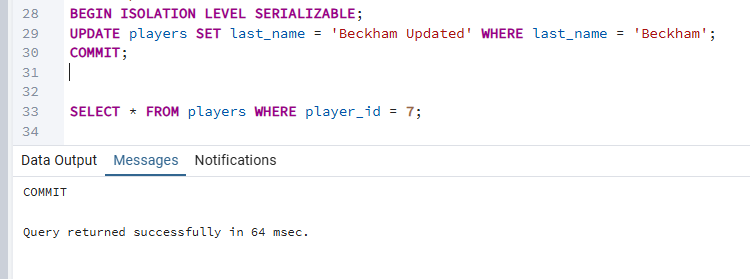 28 BEGIN ISOLATION LEVEL SERIALIZABLE;
29 UPDATE players SET last_name = 'Beckham Updated' WHERE last_name = 'Beckham';
30 COMMIT;
31
32
33 SELECT * FROM players WHERE player_id = 7;
34
Data Output Messages Notifications
COMMIT
Query returned successfully in 64 msec.